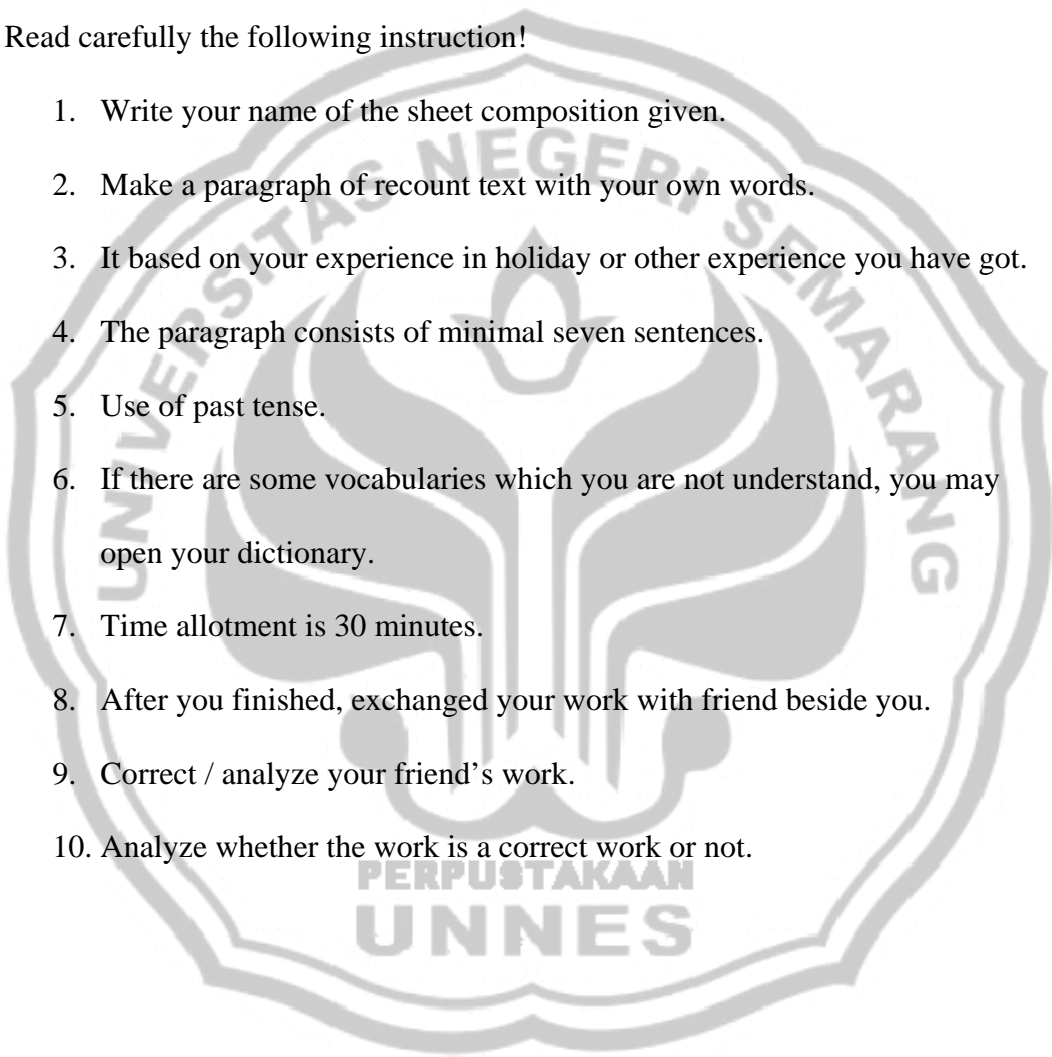 Read carefully the following instruction!
1. Write your name of the sheet composition given.
2. Make a paragraph of recount text with your own words.
3. It based on your experience in holiday or other experience you have got.
4. The paragraph consists of minimal seven sentences.
5. Use of past tense.
6. If there are some vocabularies which you are not understand, you may
open your dictionary.
7. Time allotment is 30 minutes.
8. After you finished, exchanged your work with friend beside you.
9. Correct / analyze your friend’s work.
10. Analyze whether the work is a correct work or not.
UNIVERSITAS NEGERI SEMARANG
PERPUSTAKAAN
UNNES